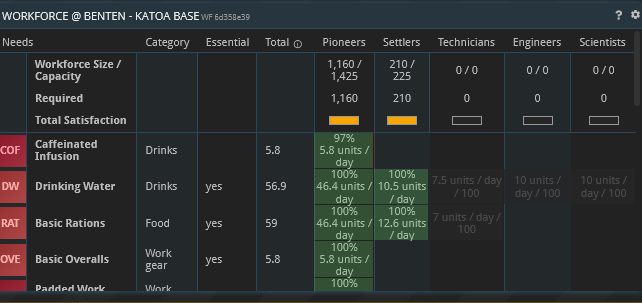 WORKFORCE @ BENTEN - KATOA BASE WF 6d358e39 ?
Needs Category Essential Total Pioneers Settlers Technicians Engineers Scientists
Workforce Size / Capacity 1,160 / 1,425 210 / 225 0 / 0 0 / 0 0 / 0
Required 1,160 210 0 0 0
Total Satisfaction
COF Caffeinated Infusion Drinks 5.8 97% 5.8 units / day
DW Drinking Water Drinks yes 56.9 100% 46.4 units / day 100% 10.5 units / day 7.5 units / day / 100 10 units / day / 100 10 units / day / 100
RAT Basic Rations Food yes 59 100% 46.4 units / day 100% 12.6 units / day 7 units / day / 100
OVE Basic Overalls Work gear yes 5.8 100% 5.8 units / day
Padded Work Work 100%